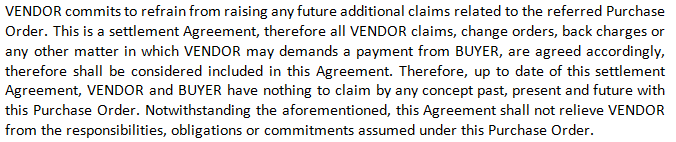 VENDOR commits to refrain from raising any future additional claims related to the referred Purchase
Order. This is a settlement Agreement, therefore all VENDOR claims, change orders, back charges or
any other matter in which VENDOR may demands a payment from BUYER, are agreed accordingly,
therefore shall be considered included in this Agreement. Therefore, up to date of this settlement
Agreement, VENDOR and BUYER have nothing to claim by any concept past, present and future with
this Purchase Order. Notwithstanding the aforementioned, this Agreement shall not relieve VENDOR
from the responsibilities, obligations or commitments assumed under this Purchase Order.